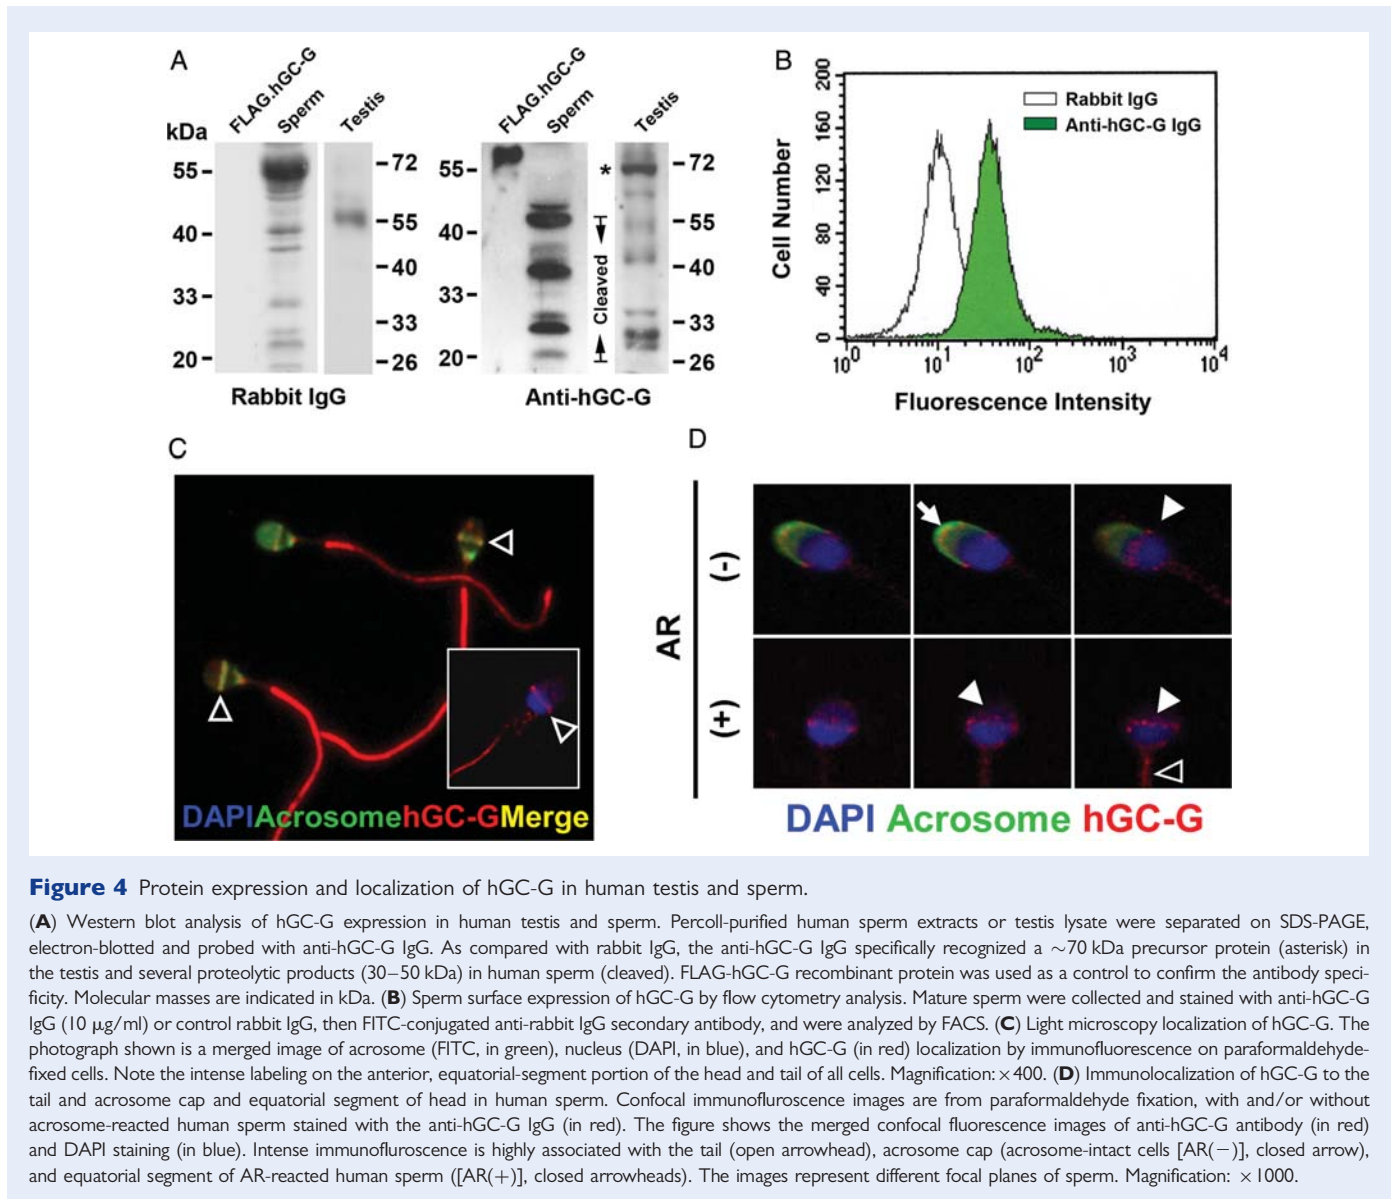 A
FLAG.hGC-G
Sperm
Testis
kDa
55
40
33
20
72
55
40
33
26
Rabbit IgG
FLAG.hGC-G
Sperm
Testis
55
40
33
20
*
Cleaved
72
55
40
33
26
Anti-hGC-G
B
Cell Number
200
160
120
80
40
0
Rabbit IgG
Anti-hGC-G IgG
10⁰ 10¹ 10² 10³ 10⁴
Fluorescence Intensity
C
DAPIAcrosomehGC-GMerge
D
AR
(-)
(+)
DAPI Acrosome hGC-G
Figure 4 Protein expression and localization of hGC-G in human testis and sperm.
(A) Western blot analysis of hGC-G expression in human testis and sperm. Percoll-purified human sperm extracts or testis lysate were separated on SDS-PAGE,
electron-blotted and probed with anti-hGC-G IgG. As compared with rabbit IgG, the anti-hGC-G IgG specifically recognized a ~70 kDa precursor protein (asterisk) in
the testis and several proteolytic products (30–50 kDa) in human sperm (cleaved). FLAG-hGC-G recombinant protein was used as a control to confirm the antibody speci-
ficity. Molecular masses are indicated in kDa. (B) Sperm surface expression of hGC-G by flow cytometry analysis. Mature sperm were collected and stained with anti-hGC-G
IgG (10 μg/ml) or control rabbit IgG, then FITC-conjugated anti-rabbit IgG secondary antibody, and were analyzed by FACS. (C) Light microscopy localization of hGC-G. The
photograph shown is a merged image of acrosome (FITC, in green), nucleus (DAPI, in blue), and hGC-G (in red) localization by immunofluorescence on paraformaldehyde-
fixed cells. Note the intense labeling on the anterior, equatorial-segment portion of the head and tail of all cells. Magnification: ×400. (D) Immunolocalization of hGC-G to the
tail and acrosome cap and equatorial segment of head in human sperm. Confocal immunofluroscence images are from paraformaldehyde fixation, with and/or without
acrosome-reacted human sperm stained with the anti-hGC-G IgG (in red). The figure shows the merged confocal fluorescence images of anti-hGC-G antibody (in red)
and DAPI staining (in blue). Intense immunofluroscence is highly associated with the tail (open arrowhead), acrosome cap (acrosome-intact cells [AR(−)], closed arrow),
and equatorial segment of AR-reacted human sperm ([AR(+)], closed arrowheads). The images represent different focal planes of sperm. Magnification: ×1000.